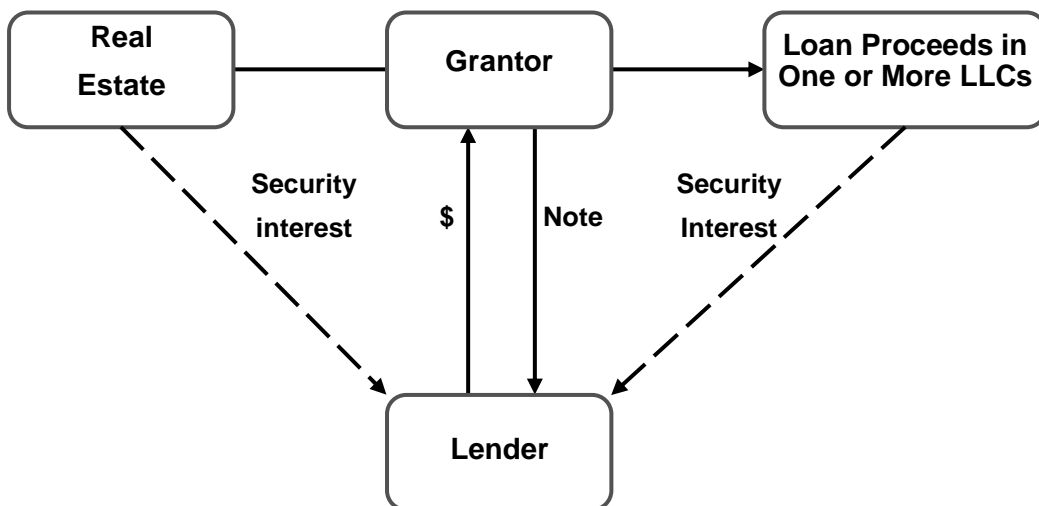 Real
Estate
Grantor
Loan Proceeds in
One or More LLCs
Security
interest
$
Note
Security
Interest
Lender